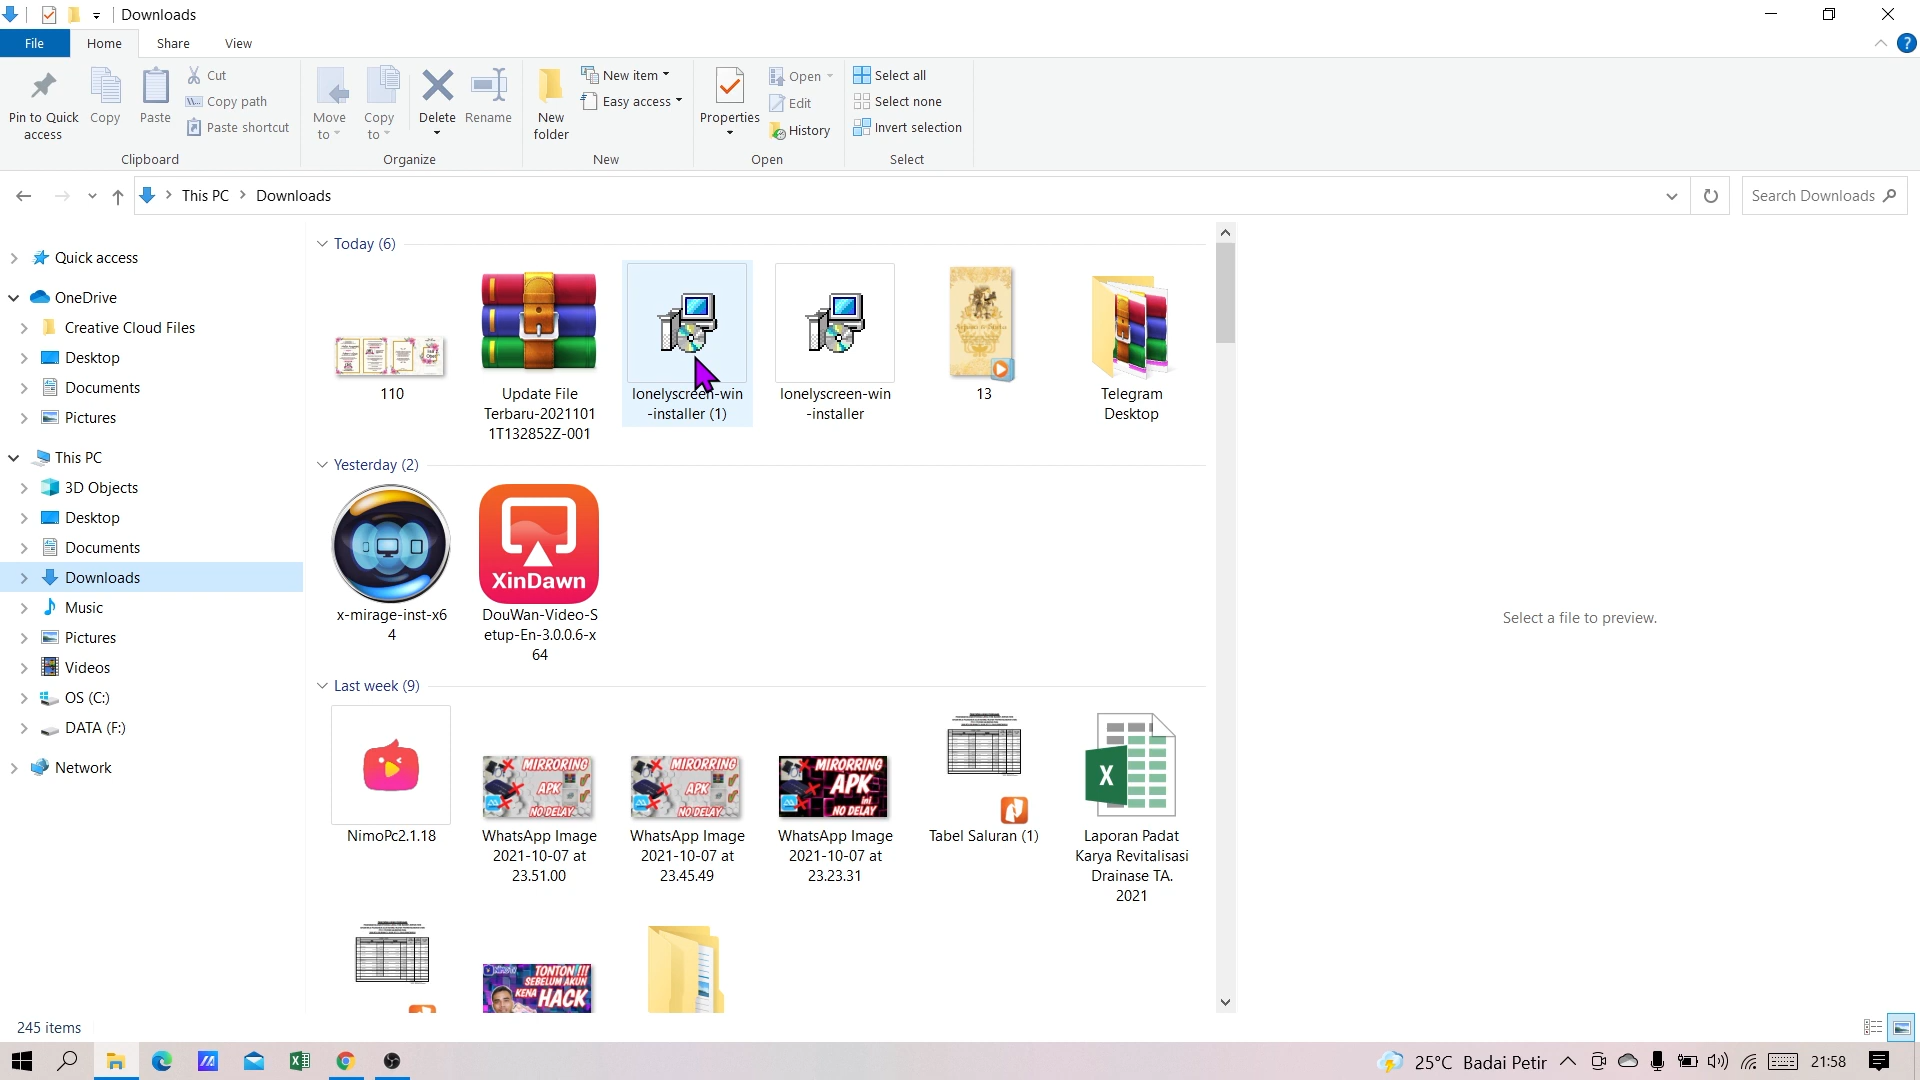 Downloads
File
Home
Share
View
Pin to Quick access
Copy
Paste
Cut
Copy path
Paste shortcut
Clipboard
Move to
Copy to
Delete
Rename
Organize
New folder
New item
Easy access
New
Properties
Open
Edit
History
Open
Select all
Select none
Invert selection
Select
This PC
Downloads
Search Downloads
Quick access
OneDrive
Creative Cloud Files
Desktop
Documents
Pictures
This PC
3D Objects
Desktop
Documents
Downloads
Music
Pictures
Videos
OS (C:)
DATA (F:)
Network
Today (6)
110
Update File
Terbaru-2021101
1T132852Z-001
lonelyscreen-win
-installer (1)
lonelyscreen-win
-installer
13
Telegram
Desktop
Yesterday (2)
x-mirage-inst-x6
4
XinDawn
DouWan-Video-S
etup-En-3.0.0.6-x
64
Last week (9)
NimoPc2.1.18
MIRORRING
APK
NO DELAY
WhatsApp Image
2021-10-07 at
23.51.00
MIRORRING
APK
NO DELAY
WhatsApp Image
2021-10-07 at
23.45.49
MIRORRING
APK
ini
NO DELAY
WhatsApp Image
2021-10-07 at
23.23.31
Tabel Saluran (1)
X
Laporan Padat
Karya Revitalisasi
Drainase TA.
2021
TONTON!!!
SEBELUM AKUN
KENA HACK
Select a file to preview.
245 items
25°C Badai Petir
21:58